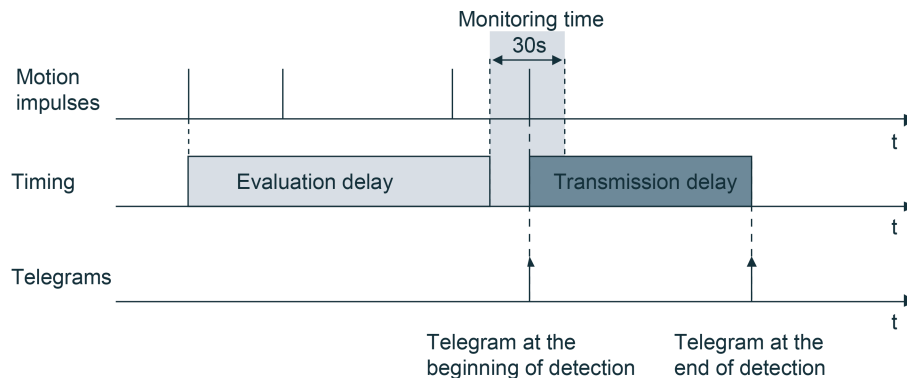 Monitoring time
30s
Motion
impulses
t
Timing
Evaluation delay
Transmission delay
t
Telegrams
t
Telegram at the
beginning of detection
Telegram at the
end of detection